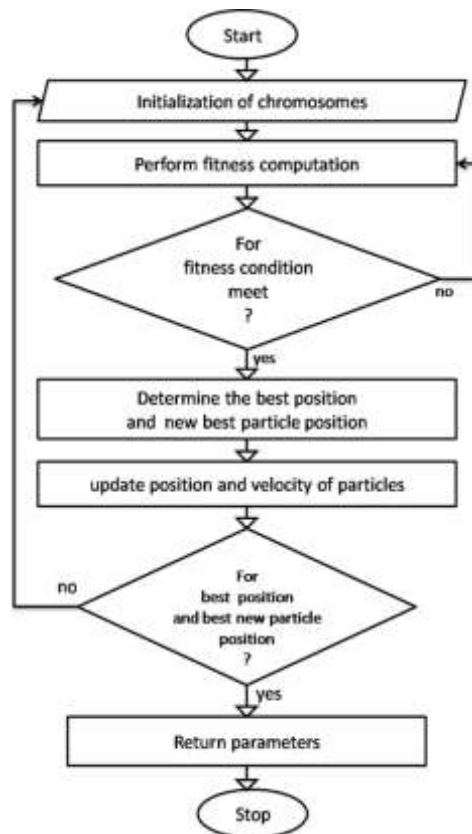 Start
Initialization of chromosomes
Perform fitness computation
For
fitness condition
meet
?
no
yes
Determine the best position
and new best particle position
update position and velocity of particles
no
For
best position
and best new particle
position
?
yes
Return parameters
Stop